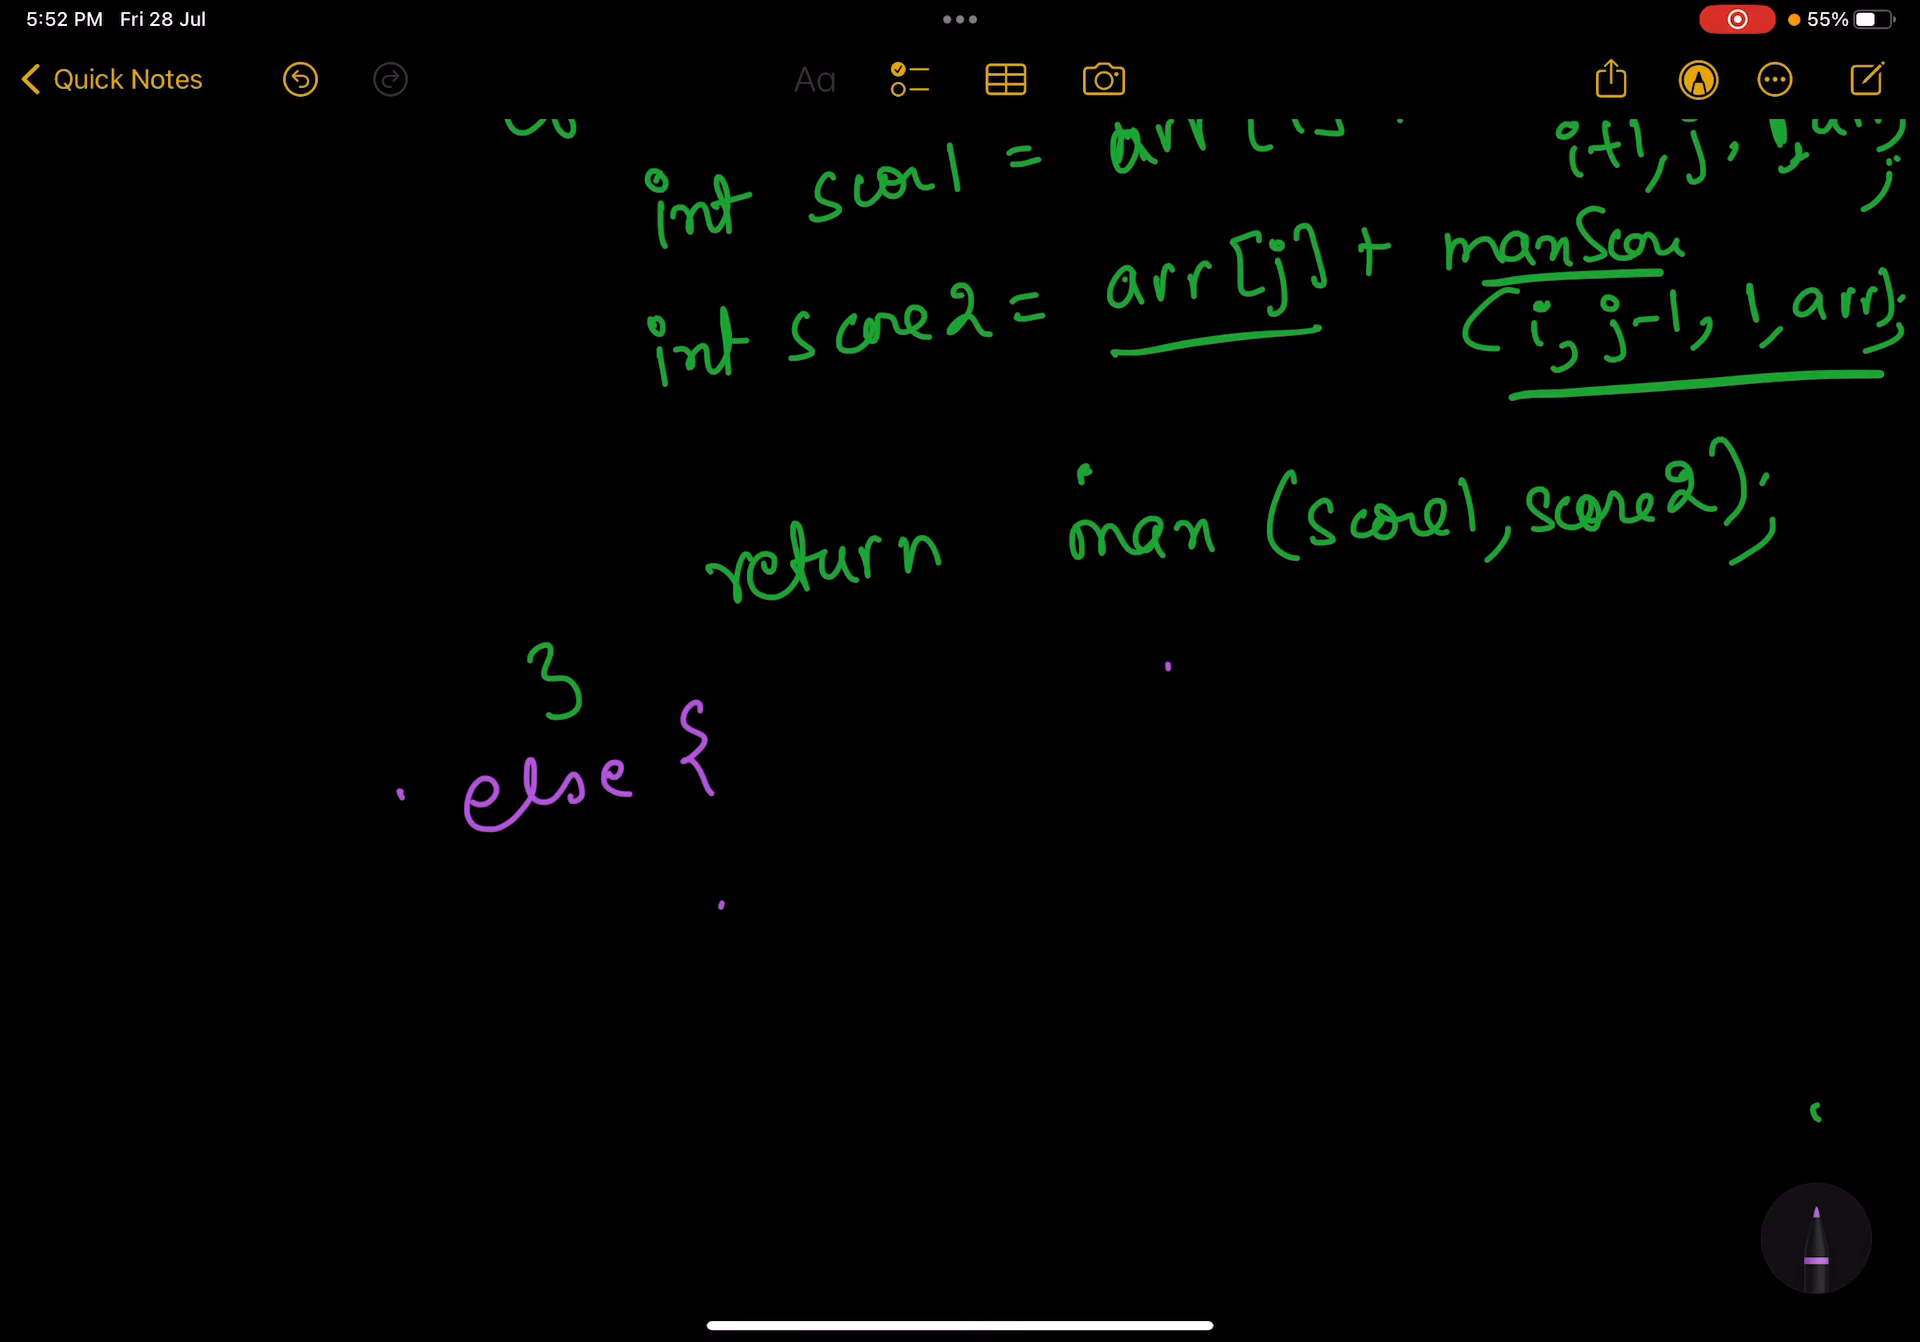 5:52 PM Fri 28 Jul
55%
Quick Notes
Aa
int scor1 = arr
i+1, j,
;
int score2 = arr[j] + maxScore
(i, j-1, 1, arr);
return max (score1, score2);
}
else {